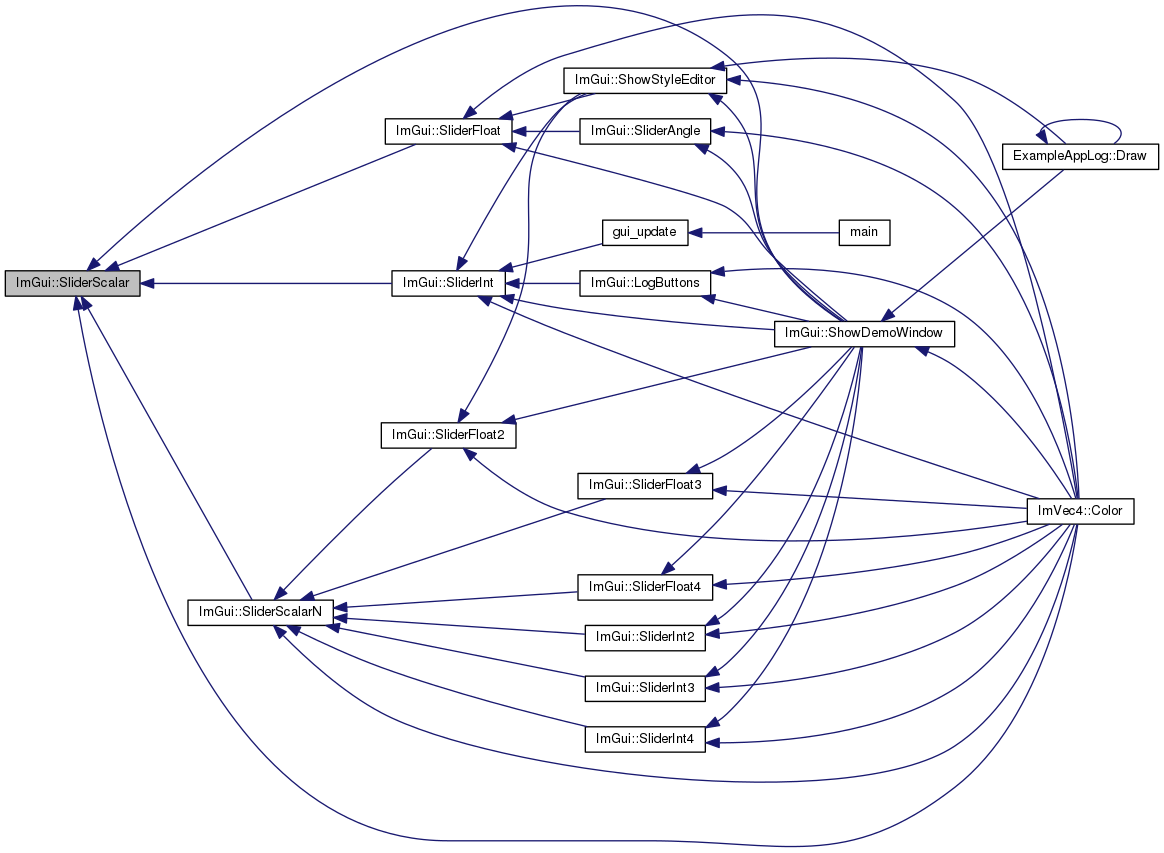 ImGui::ShowStyleEditor
ImGui::SliderFloat
ImGui::SliderAngle
ExampleAppLog::Draw
gui_update
main
ImGui::SliderScalar
ImGui::SliderInt
ImGui::LogButtons
ImGui::ShowDemoWindow
ImGui::SliderFloat2
ImGui::SliderFloat3
ImVec4::Color
ImGui::SliderFloat4
ImGui::SliderScalarN
ImGui::SliderInt2
ImGui::SliderInt3
ImGui::SliderInt4